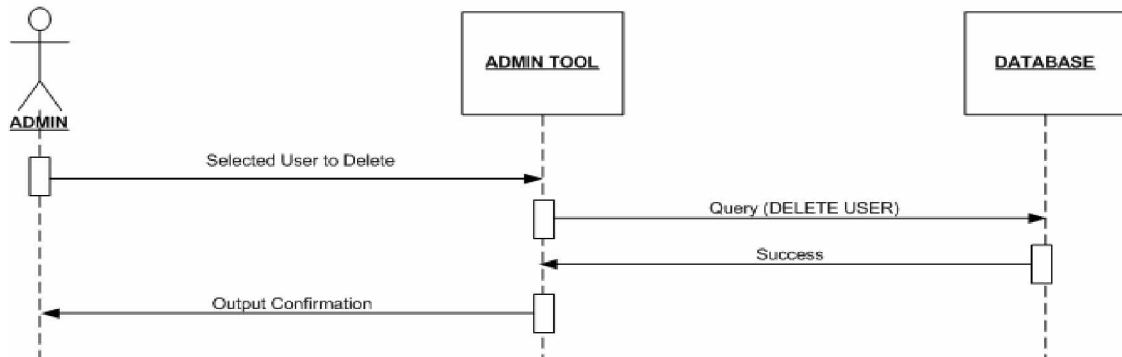 ADMIN TOOL
DATABASE
ADMIN
Selected User to Delete
Query (DELETE USER)
Success
Output Confirmation